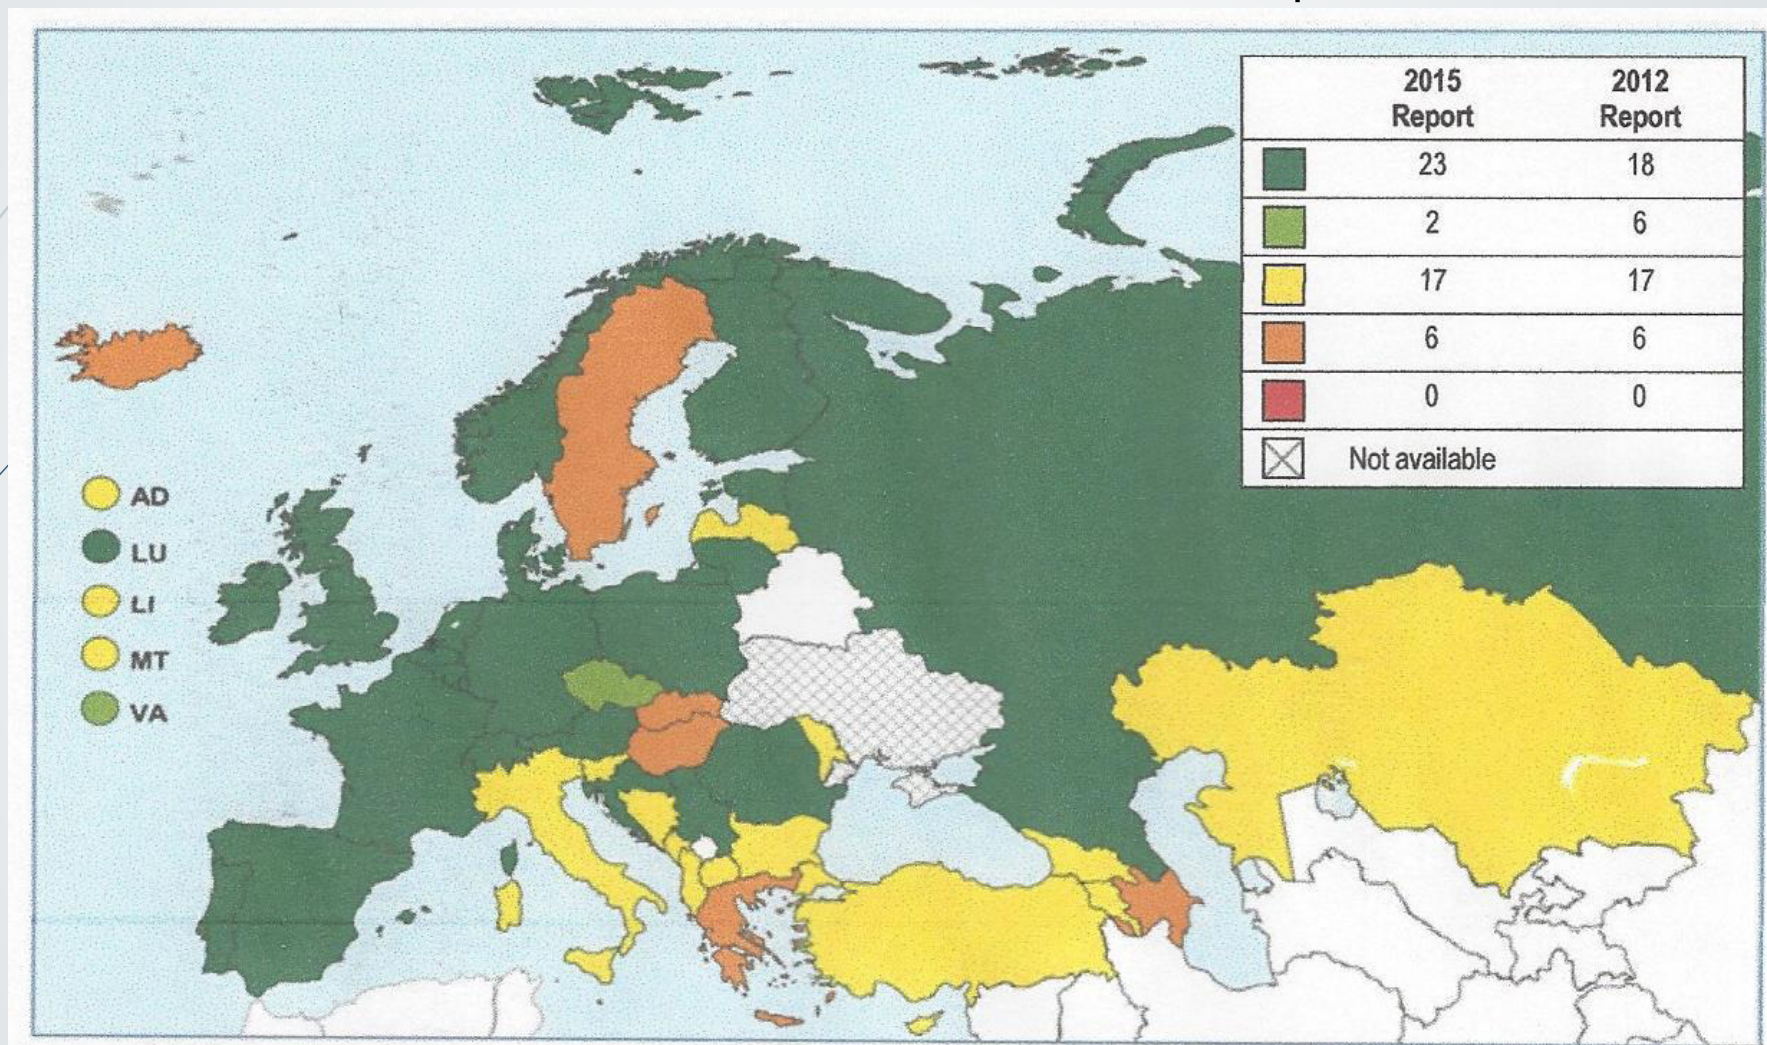 2015 Report
2012 Report
23 18
2 6
17 17
6 6
0 0
Not available
AD
LU
LI
MT
VA